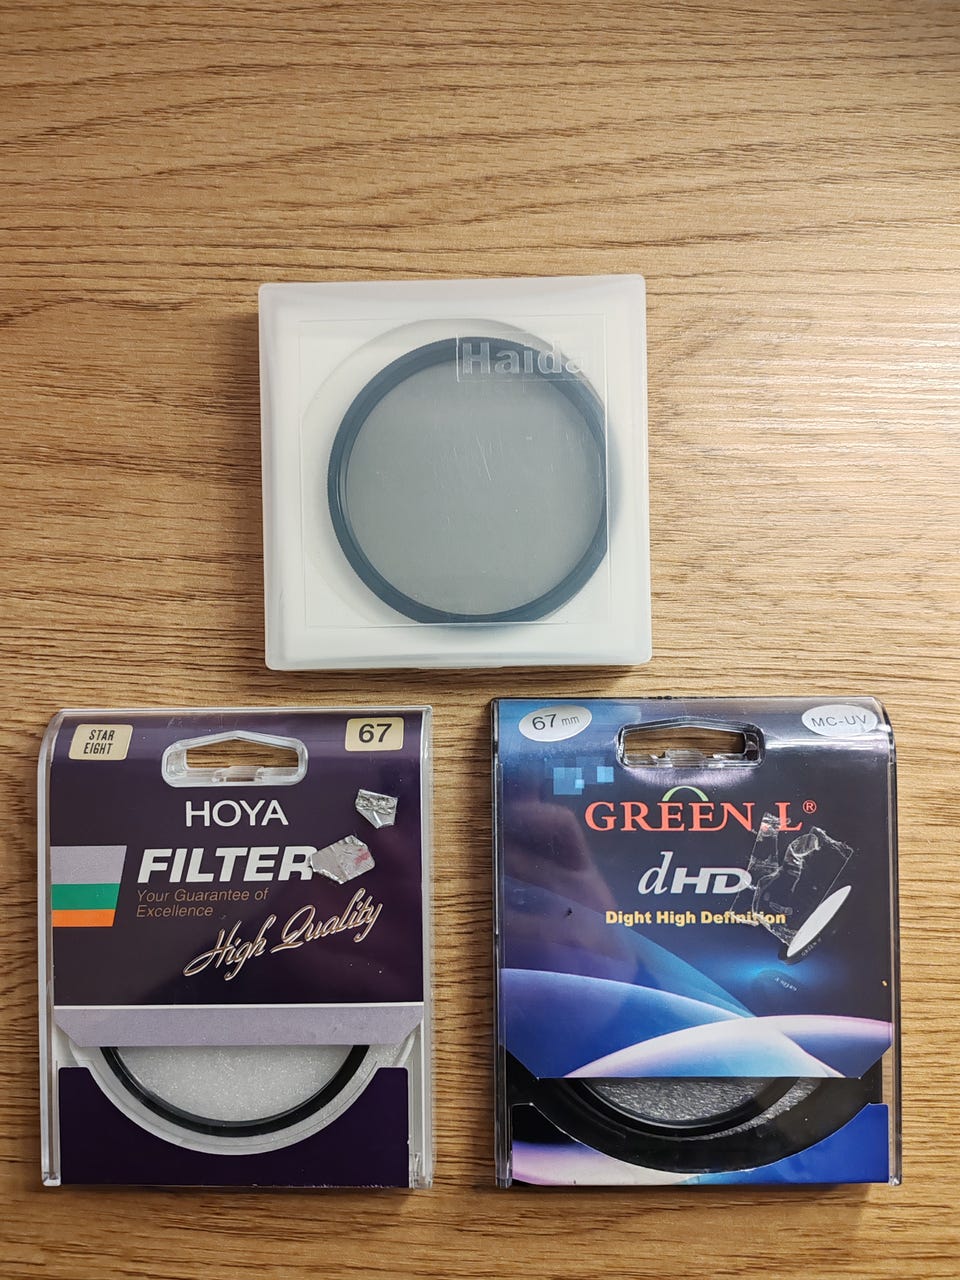 Haida
STAR
EIGHT
67
HOYA
FILTER
Your Guarantee of
Excellence
High Quality
67 mm
MC-UV
GREEN.L®
dHD
Dight High Definition
GREEN.L